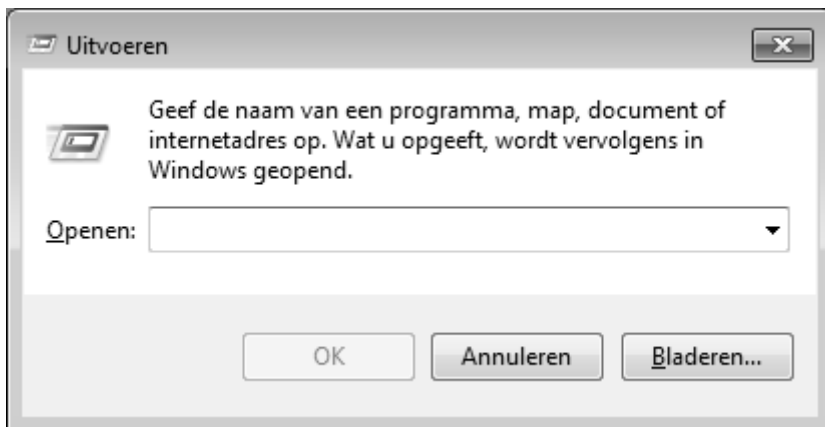 Uitvoeren
Geef de naam van een programma, map, document of
internetadres op. Wat u opgeeft, wordt vervolgens in
Windows geopend.
Openen:
OK Annuleren Bladeren...